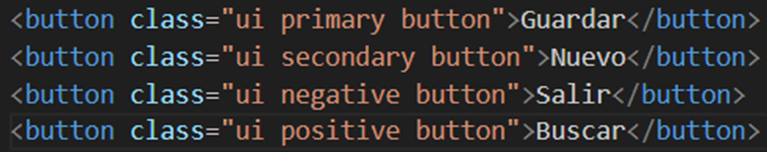 <button class="ui primary button">Guardar</button>
<button class="ui secondary button">Nuevo</button>
<button class="ui negative button">Salir</button>
<button class="ui positive button">Buscar</button>